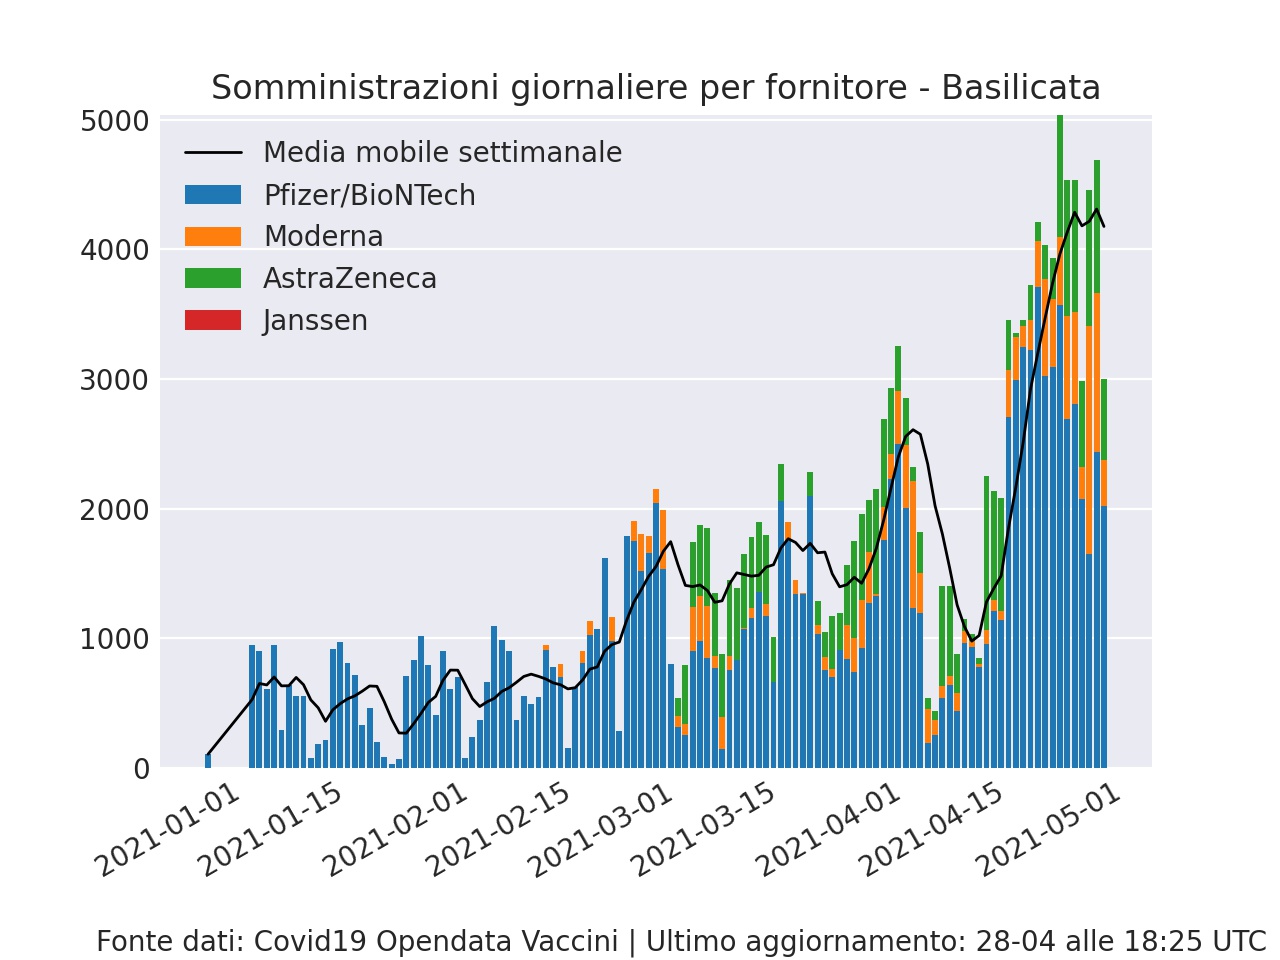 Somministrazioni giornaliere per fornitore - Basilicata
5000
4000
3000
2000
1000
0
Media mobile settimanale
Pfizer/BioNTech
Moderna
AstraZeneca
Janssen
2021-01-01
2021-01-15
2021-02-01
2021-02-15
2021-03-01
2021-03-15
2021-04-01
2021-04-15
2021-05-01
Fonte dati: Covid19 Opendata Vaccini | Ultimo aggiornamento: 28-04 alle 18:25 UTC